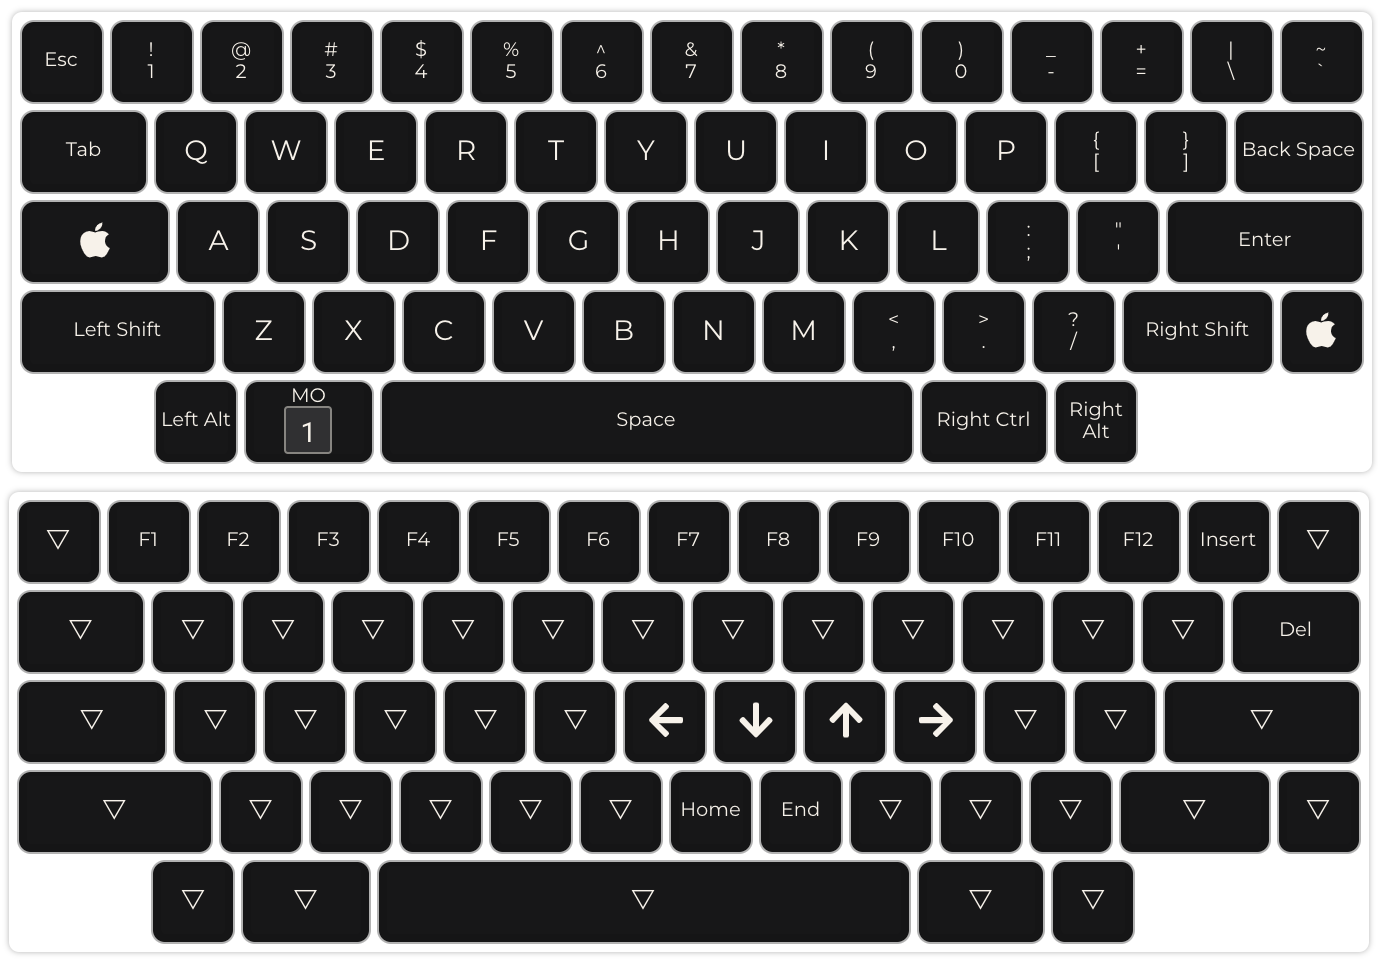 Esc ! @ # $ % ^ & * ( ) _ + | ~
1 2 3 4 5 6 7 8 9 0 - = \ `
Tab Q W E R T Y U I O P { } Back Space
[ ]
A S D F G H J K L : " Enter
; '
Left Shift Z X C V B N M < > ? Right Shift
, . /
Left Alt MO Space Right Ctrl Right
1 Alt
F1 F2 F3 F4 F5 F6 F7 F8 F9 F10 F11 F12 Insert
Del
Home End